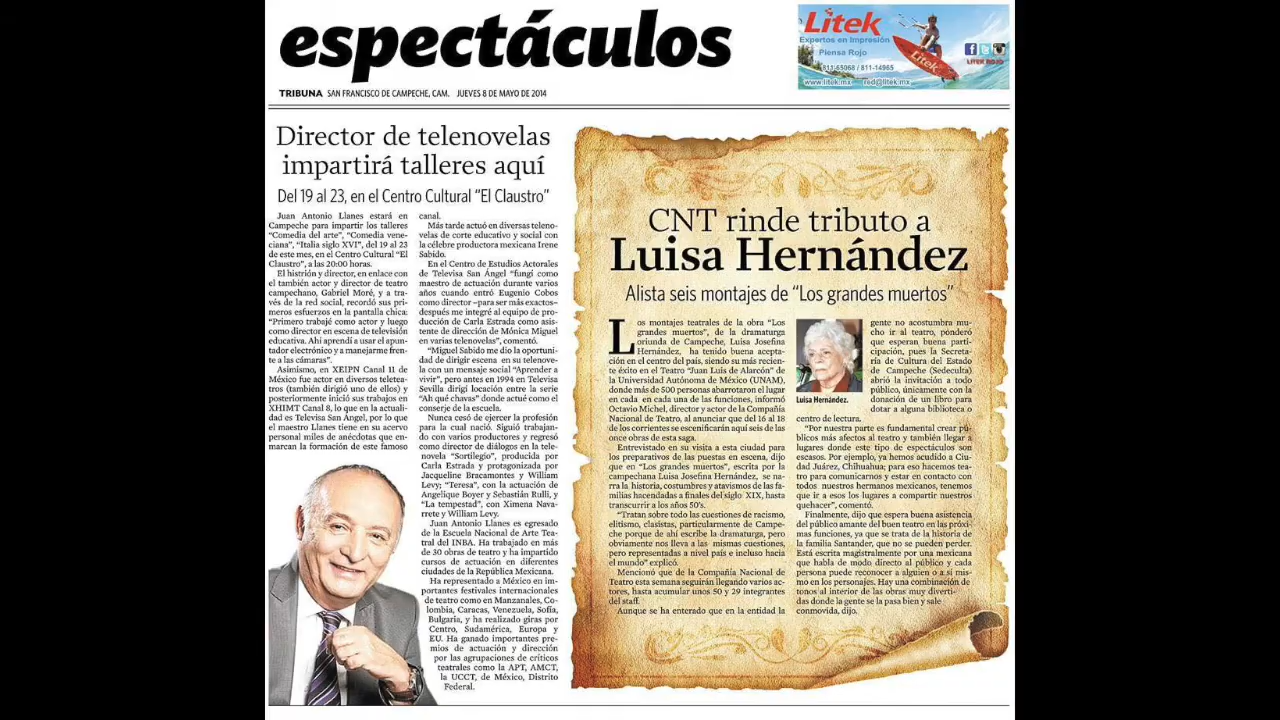 espectáculos
TRIBUNA SAN FRANCISCO DE CAMPECHE, CAM. JUEVES 8 DE MAYO DE 2014
Litek
Expertos en Impresión
Piensa Rojo
811-65068 / 811-14965
www.litek.mx red@litek.mx
Litek
LITEK ROJO
Director de telenovelas
impartirá talleres aquí
Del 19 al 23, en el Centro Cultural "El Claustro"
Juan Antonio Llanes estará en
Campeche para impartir los talleres
"Comedia del arte", "Comedia vene-
ciana", "Italia siglo XVI", del 19 al 23
de este mes, en el Centro Cultural "El
Claustro", a las 20:00 horas.
El histrión y director, en enlace con
el también actor y director de teatro
campechano, Gabriel Moré, y a tra-
vés de la red social, recordó sus pri-
meros esfuerzos en la pantalla chica:
"Primero trabajé como actor y luego
como director en escena de televisión
educativa. Ahí aprendí a usar el apun-
tador electrónico y a manejarme fren-
te a las cámaras".
Asimismo, en XEIPN Canal 11 de
México fue actor en diversas teletea-
tros (también dirigió uno de ellos) y
posteriormente inició sus trabajos en
XHIMT Canal 8, lo que en la actuali-
dad es Televisa San Angel, por lo que
el maestro Llanes tiene en su acervo
personal miles de anécdotas que en-
marcan la formación de este famoso
canal.
Más tarde actuó en diversas teleno-
velas de corte educativo y social con
la célebre productora mexicana Irene
Sabido.
En el Centro de Estudios Actorales
de Televisa San Ángel "fungí como
maestro de actuación durante varios
años cuando entró Eugenio Cobos
como director –para ser más exactos–
después me integré al equipo de pro-
ducción de Carla Estrada como asis-
tente de dirección de Mónica Miguel
en varias telenovelas", comentó.
"Miguel Sabido me dio la oportuni-
dad de dirigir escena en su telenove-
la con un mensaje social "Aprender a
vivir", pero antes en 1994 en Televisa
Sevilla dirigí locación entre la serie
"Ah qué chavas" donde actué como el
conserje de la escuela.
Nunca cesó de ejercer la profesión
para la cual nació. Siguió trabajan-
do con varios productores y regresó
como director de diálogos en la tele-
novela "Sortilegio", producida por
Carla Estrada y protagonizada por
Jacqueline Bracamontes y William
Levy; "Teresa", con la actuación de
Angelique Boyer y Sebastián Rulli, y
"La tempestad", con Ximena Nava-
rrete y William Levy.
Juan Antonio Llanes es egresado
de la Escuela Nacional de Arte Tea-
tral del INBA. Ha trabajado en más
de 30 obras de teatro y ha impartido
cursos de actuación en diferentes
ciudades de la República Mexicana.
Ha representado a México en im-
portantes festivales internacionales
de teatro como en Manzanales, Co-
lombia, Caracas, Venezuela, Sofía,
Bulgaria, y ha realizado giras por
Centro, Sudamérica, Europa y
EU. Ha ganado importantes pre-
mios de actuación y dirección
por las agrupaciones de críticos
teatrales como la APT, AMCT,
la UCCT, de México, Distrito
Federal.
CNT rinde tributo a
Luisa Hernández
Alista seis montajes de "Los grandes muertos"
Los montajes teatrales de la obra "Los
grandes muertos", de la dramaturga
oriunda de Campeche, Luisa Josefina
Hernández, ha tenido buena acepta-
ción en el centro del país, siendo su más recien-
te éxito en el Teatro "Juan Luis de Alarcón" de
la Universidad Autónoma de México (UNAM),
donde más de 500 personas abarrotaron el lugar
en cada en cada una de las funciones, informó
Octavio Michel, director y actor de la Compañía
Nacional de Teatro, al anunciar que del 16 al 18
de los corrientes se escenificarán aquí seis de las
once obras de esta saga.
Entrevistado en su visita a esta ciudad para
los preparativos de las puestas en escena, dijo
que en "Los grandes muertos", escrita por la
campechana Luisa Josefina Hernández, se na-
rra la historia, costumbres y atavismos de las fa-
milias hacendadas a finales del siglo XIX, hasta
transcurrir a los años 50's.
"Tratan sobre todo las cuestiones de racismo,
elitismo, clasistas, particularmente de Campe-
che porque de ahí escribe la dramaturga, pero
obviamente nos lleva a las mismas cuestiones,
pero representadas a nivel país e incluso hacia
el mundo" explicó.
Mencionó que de la Compañía Nacional de
Teatro esta semana seguirán llegando varios ac-
tores, hasta acumular unos 50 y 29 integrantes
del staff.
Aunque se ha enterado que en la entidad la
Luisa Hernández.
gente no acostumbra mu-
cho ir al teatro, ponderó
que esperan buena parti-
cipación, pues la Secreta-
ría de Cultura del Estado
de Campeche (Sedeculta)
abrió la invitación a todo
público, únicamente con la
donación de un libro para
dotar a alguna biblioteca o
centro de lectura.
"Por nuestra parte es fundamental crear pú-
blicos más afectos al teatro y también llegar a
lugares donde este tipo de espectáculos son
escasos. Por ejemplo, ya hemos acudido a Ciu-
dad Juárez, Chihuahua; para eso hacemos tea-
tro para comunicarnos y estar en contacto con
todos nuestros hermanos mexicanos, tenemos
que ir a esos los lugares a compartir nuestros
quehacer", comentó.
Finalmente, dijo que espera buena asistencia
del público amante del buen teatro en las próxi-
mas funciones, ya que se trata de la historia de
la familia Santander, que no se pueden perder.
Está escrita magistralmente por una mexicana
que habla de modo directo al público y cada
persona puede reconocer a alguien o a sí mis-
mo en los personajes. Hay una combinación de
tonos al interior de las obras muy diverti-
das donde la gente se la pasa bien y sale
conmovida, dijo.